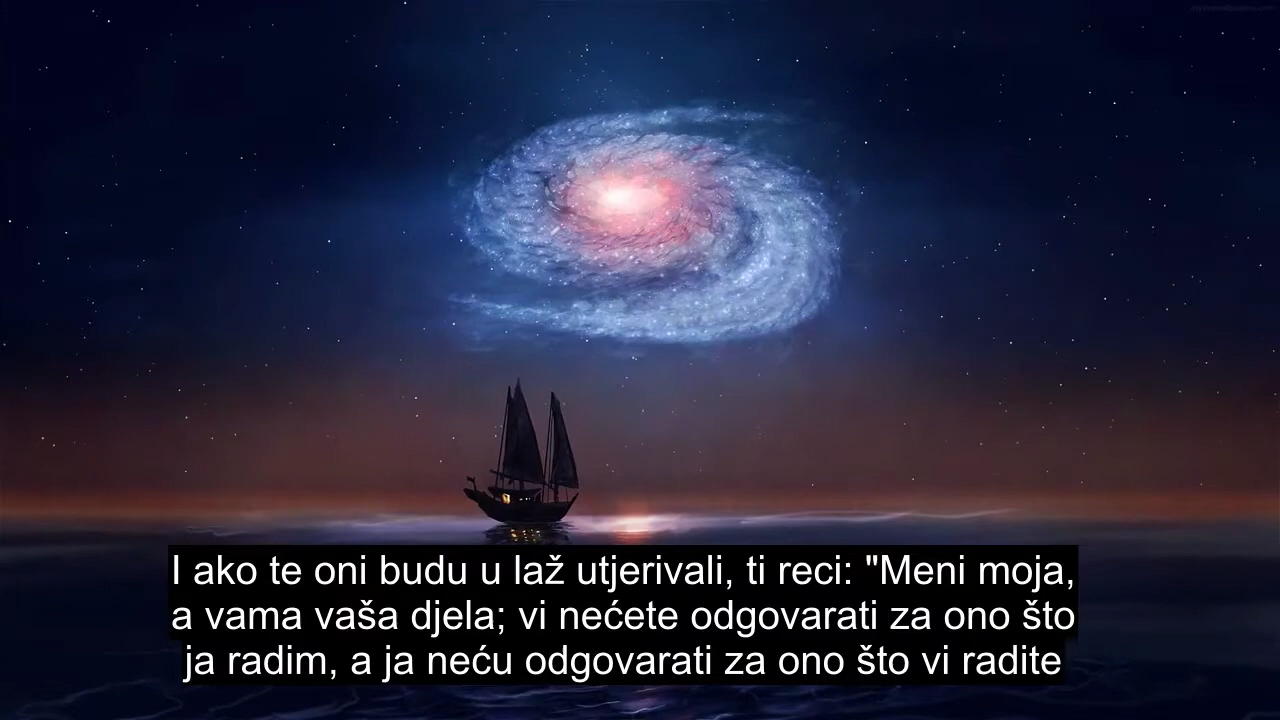 I ako te oni budu u laž utjerivali, ti reci: "Meni moja,
a vama vaša djela; vi nećete odgovarati za ono što
ja radim, a ja neću odgovarati za ono što vi radite